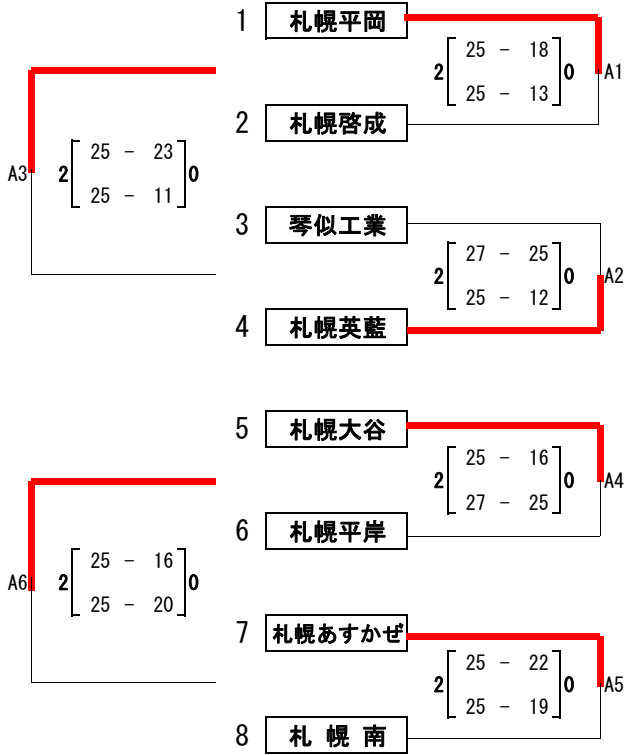 1 札幌平岡
25 － 18
2 0 A1
25 － 13
2 札幌啓成
25 － 23
A3 2 0
25 － 11
3 琴似工業
27 － 25
2 0 A2
25 － 12
4 札幌英藍
5 札幌大谷
25 － 16
2 0 A4
27 － 25
6 札幌平岸
25 － 16
A6 2 0
25 － 20
7 札幌あすかぜ
25 － 22
2 0 A5
25 － 19
8 札 幌 南